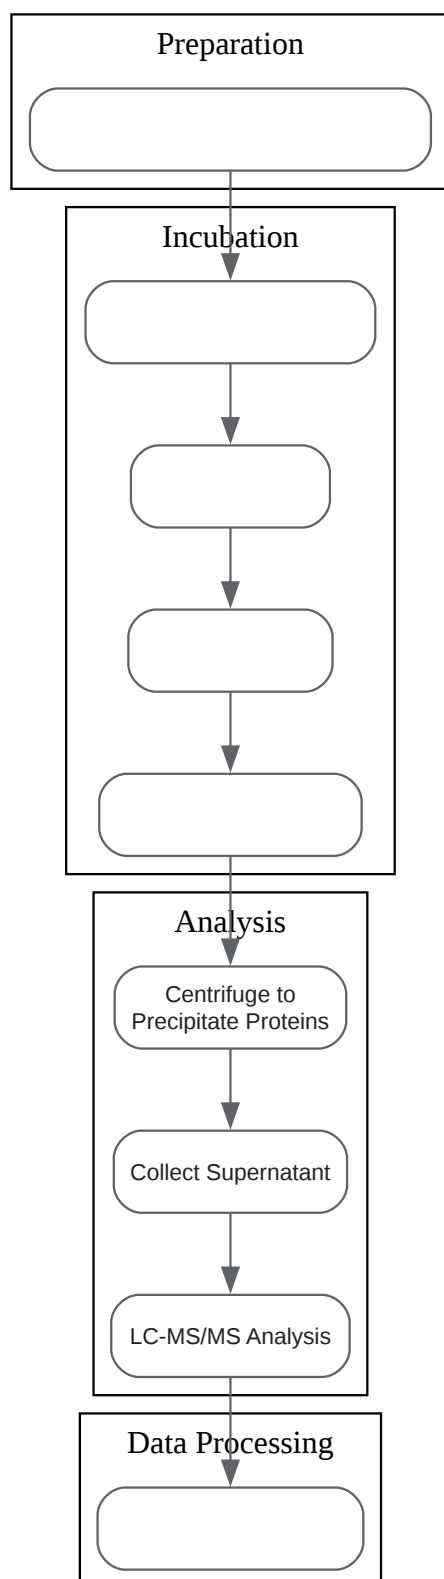 Preparation
Incubation
Analysis
Centrifuge to
Precipitate Proteins
Collect Supernatant
LC-MS/MS Analysis
Data Processing